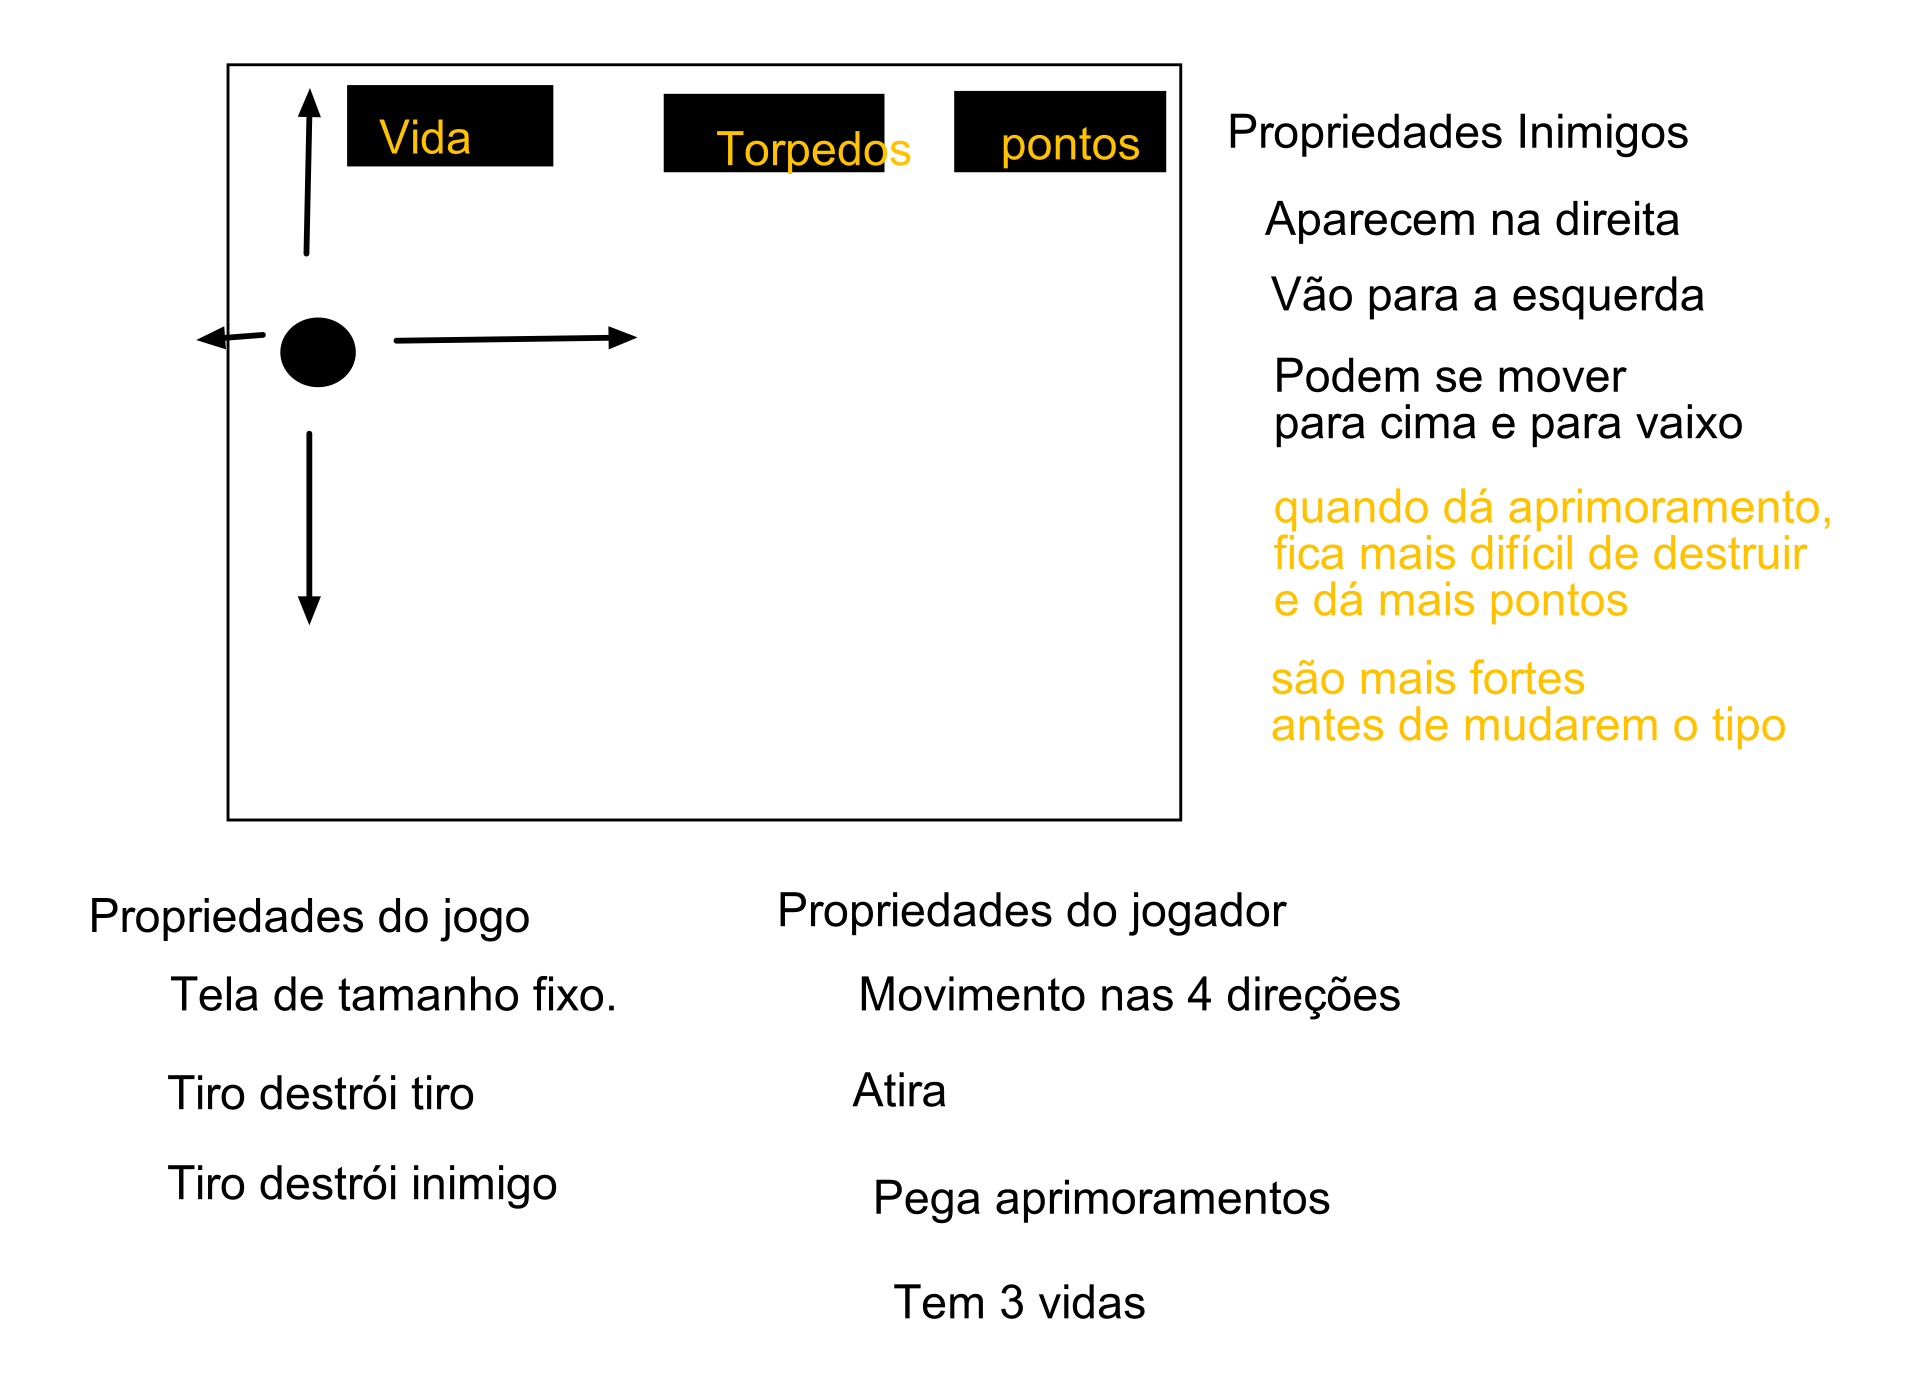 Vida
Torpedos
pontos
Propriedades Inimigos
Aparecem na direita
Vão para a esquerda
Podem se mover
para cima e para vaixo
quando dá aprimoramento,
fica mais difícil de destruir
e dá mais pontos
são mais fortes
antes de mudarem o tipo
Propriedades do jogo
Tela de tamanho fixo.
Tiro destrói tiro
Tiro destrói inimigo
Propriedades do jogador
Movimento nas 4 direções
Atira
Pega aprimoramentos
Tem 3 vidas